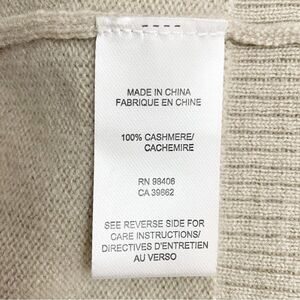 MADE IN CHINA
FABRIQUE EN CHINE
100% CASHMERE/
CACHEMIRE
RN 98406
CA 39862
SEE REVERSE SIDE FOR
CARE INSTRUCTIONS/
DIRECTIVES D'ENTRETIEN
AU VERSO